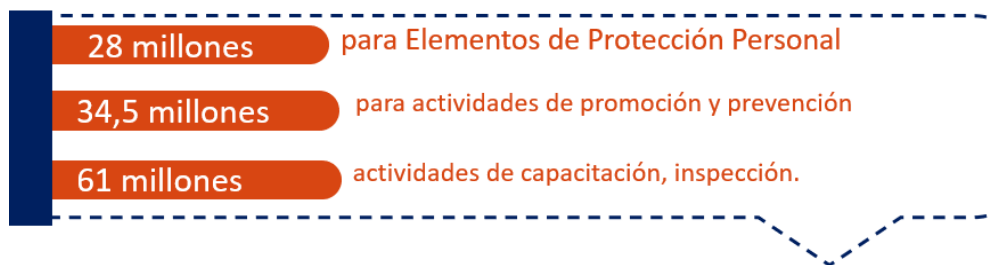 28 millones para Elementos de Protección Personal
34,5 millones para actividades de promoción y prevención
61 millones actividades de capacitación, inspección.